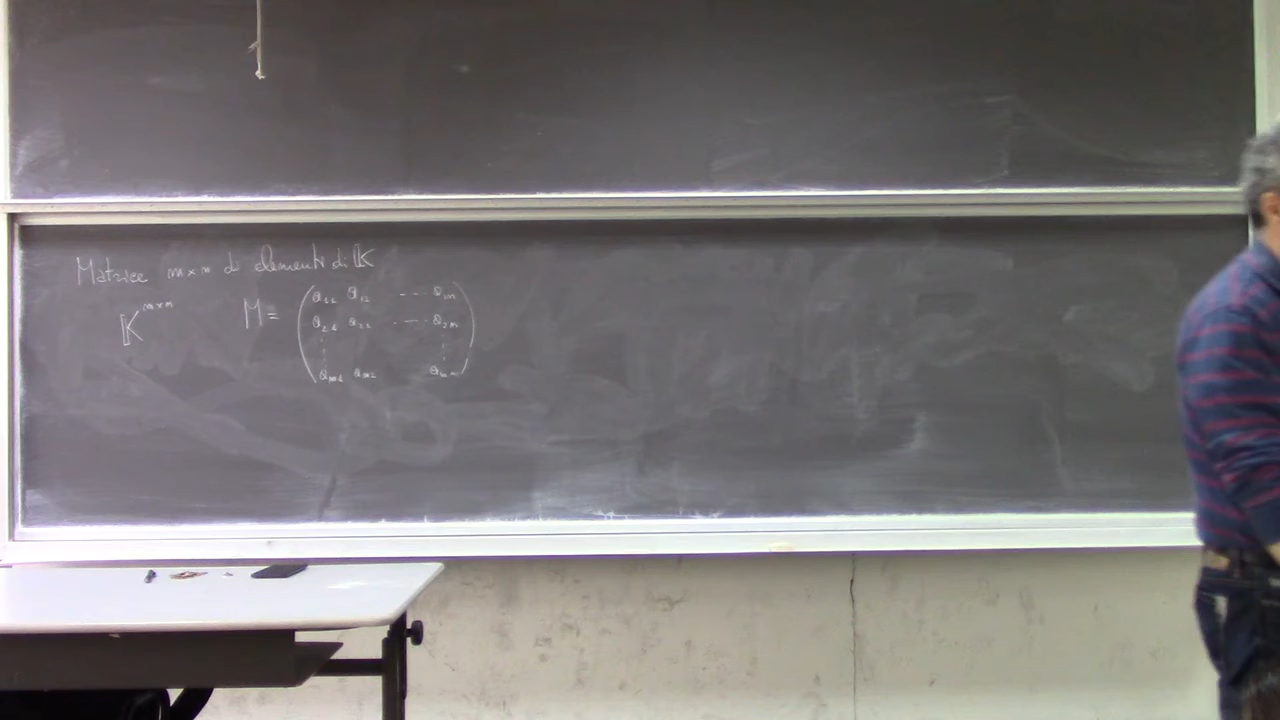 Matrice m×n di elementi di 𝕂
𝕂^{m×n} M = ( a₁₁ a₁₂ ---- a₁ₙ
a₂₁ a₂₂ . --- a₂ₙ
⋮ ⋮
aₘ₁ aₘ₂ aₘₙ )